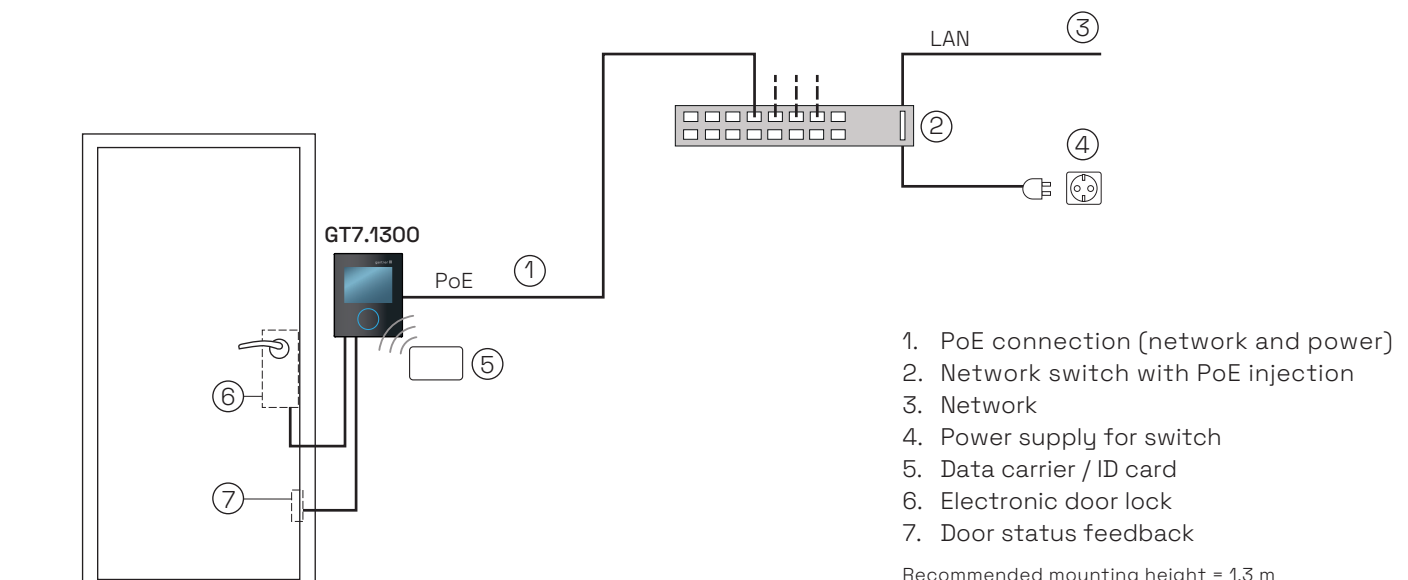 LAN
3
2
4
GT7.1300
PoE
1
5
6
7
1. PoE connection (network and power)
2. Network switch with PoE injection
3. Network
4. Power supply for switch
5. Data carrier / ID card
6. Electronic door lock
7. Door status feedback
Recommended mounting height = 1.3 m